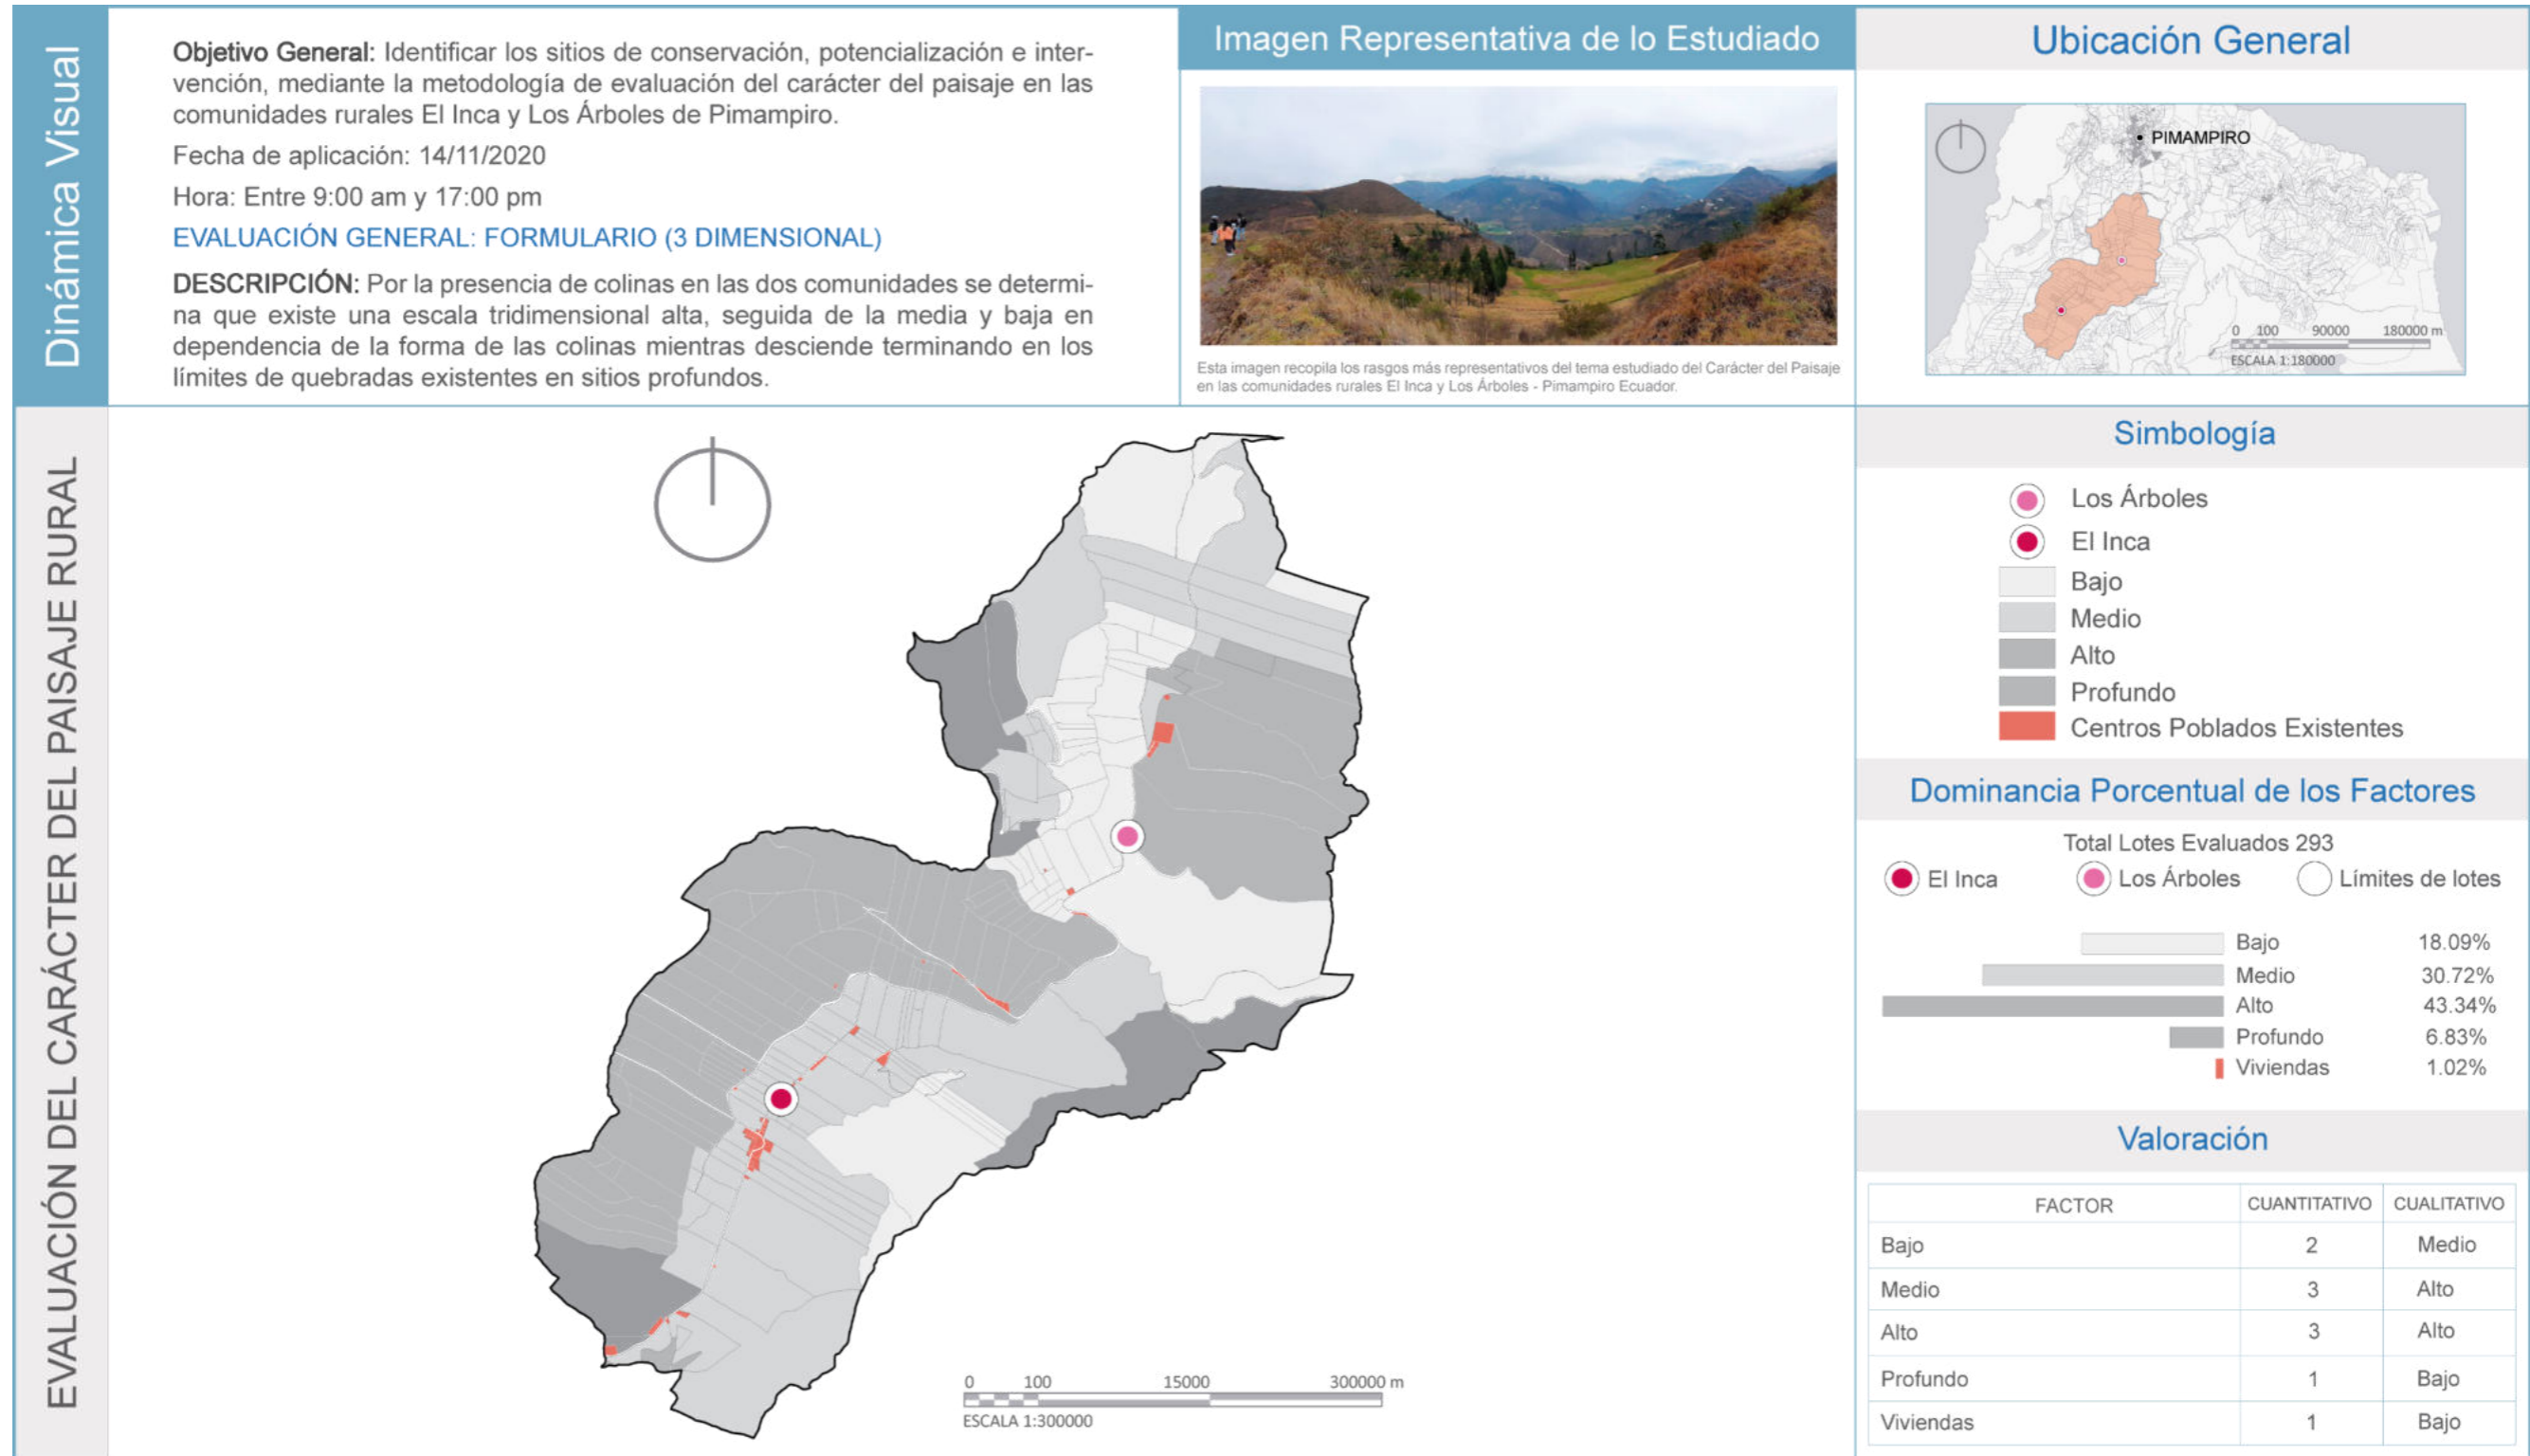 Dinámica Visual
Objetivo General: Identificar los sitios de conservación, potencialización e inter-
vención, mediante la metodología de evaluación del carácter del paisaje en las
comunidades rurales El Inca y Los Árboles de Pimampiro.
Fecha de aplicación: 14/11/2020
Hora: Entre 9:00 am y 17:00 pm
EVALUACIÓN GENERAL: FORMULARIO (3 DIMENSIONAL)
DESCRIPCIÓN: Por la presencia de colinas en las dos comunidades se determi-
na que existe una escala tridimensional alta, seguida de la media y baja en
dependencia de la forma de las colinas mientras desciende terminando en los
límites de quebradas existentes en sitios profundos.
Imagen Representativa de lo Estudiado
Esta imagen recopila los rasgos más representativos del tema estudiado del Carácter del Paisaje
en las comunidades rurales El Inca y Los Árboles - Pimampiro Ecuador.
Ubicación General
PIMAMPIRO
0 100 90000 180000 m
ESCALA 1:180000
EVALUACIÓN DEL CARÁCTER DEL PAISAJE RURAL
0 100 15000 300000 m
ESCALA 1:300000
Simbología
Los Árboles
El Inca
Bajo
Medio
Alto
Profundo
Centros Poblados Existentes
Dominancia Porcentual de los Factores
Total Lotes Evaluados 293
El Inca Los Árboles Límites de lotes
Bajo 18.09%
Medio 30.72%
Alto 43.34%
Profundo 6.83%
Viviendas 1.02%
Valoración
FACTOR CUANTITATIVO CUALITATIVO
Bajo 2 Medio
Medio 3 Alto
Alto 3 Alto
Profundo 1 Bajo
Viviendas 1 Bajo